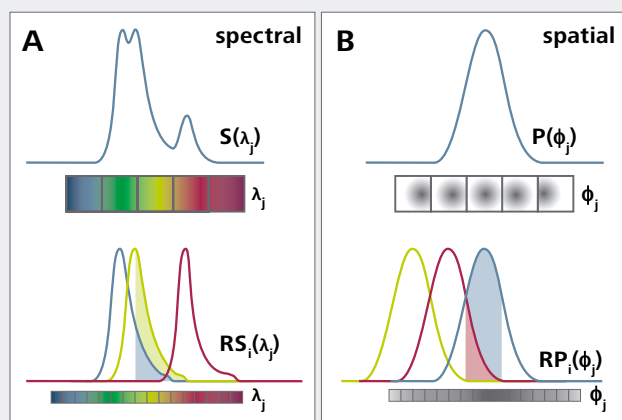 A spectral
S(λj)
λj
RSi(λj)
λj
B spatial
P(ϕj)
ϕj
RPi(ϕj)
ϕj